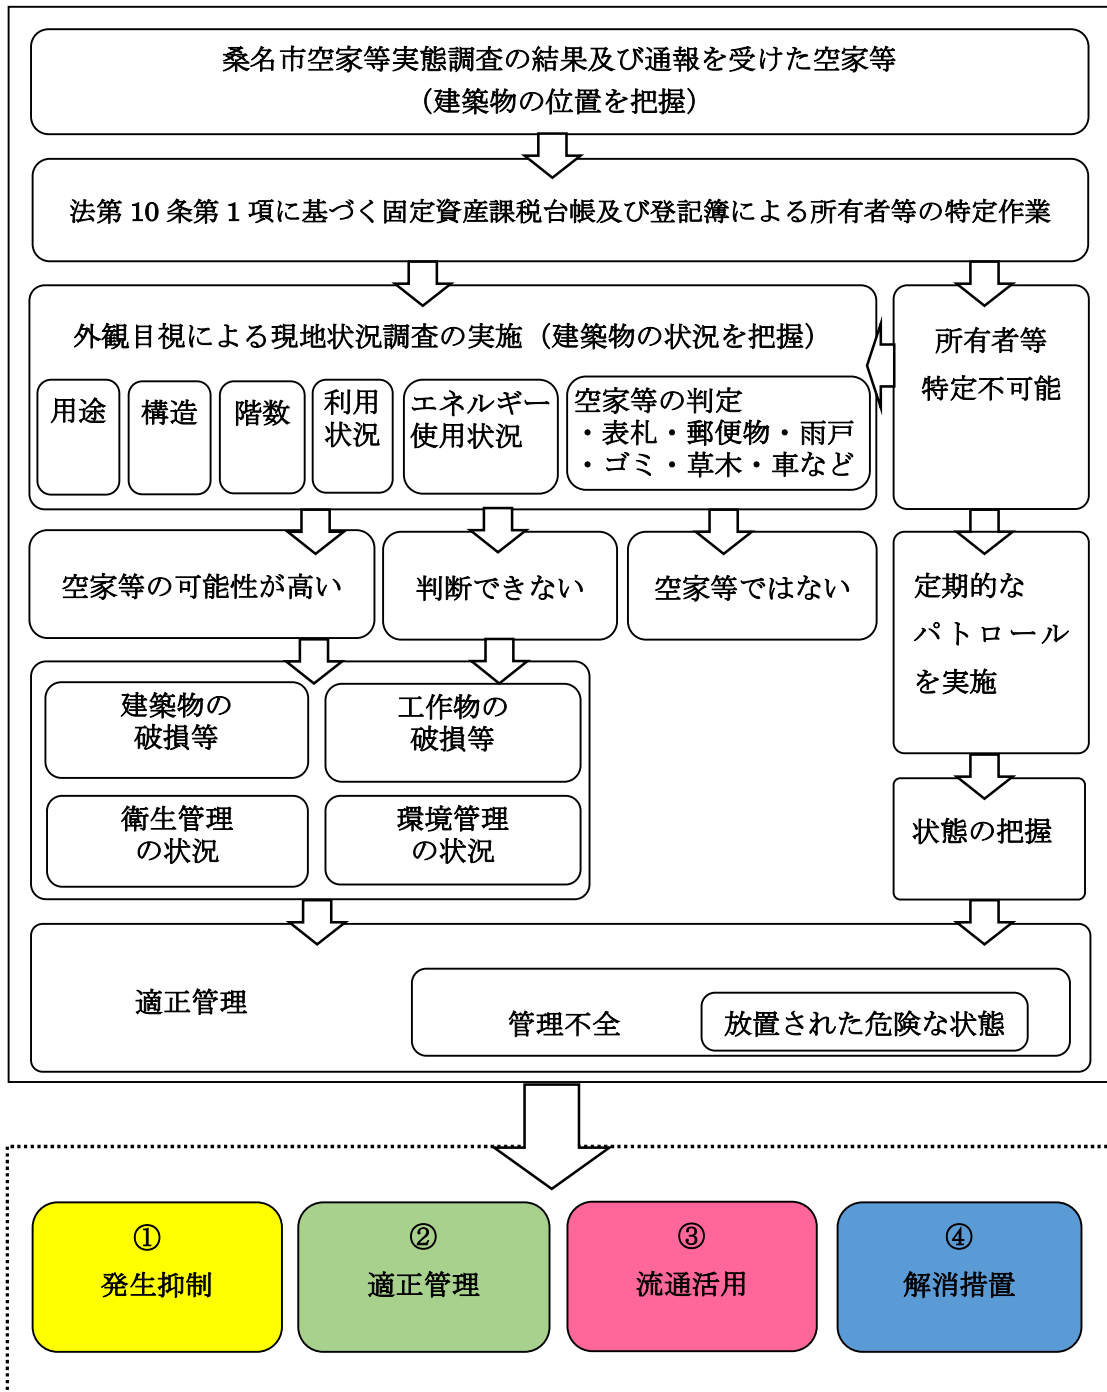 桑名市空家等実態調査の結果及び通報を受けた空家等
（建築物の位置を把握）
法第 10 条第 1 項に基づく固定資産課税台帳及び登記簿による所有者等の特定作業
外観目視による現地状況調査の実施（建築物の状況を把握）
用途
構造
階数
利用
状況
エネルギー
使用状況
空家等の判定
・表札・郵便物・雨戸
・ゴミ・草木・車など
所有者等
特定不可能
空家等の可能性が高い
判断できない
空家等ではない
定期的な
パトロール
を実施
建築物の
破損等
工作物の
破損等
衛生管理
の状況
環境管理
の状況
状態の把握
適正管理
管理不全
放置された危険な状態
①
発生抑制
②
適正管理
③
流通活用
④
解消措置